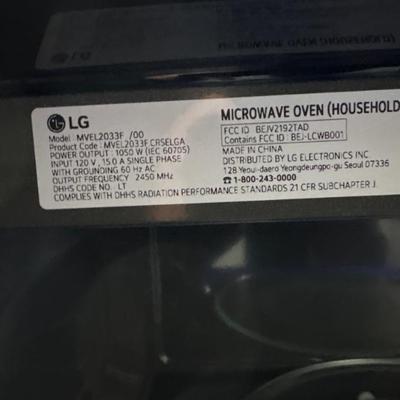 LG
Model : MVEL2033F /00
Product Code : MVEL2033F.CRSELGA
POWER OUTPUT : 1050 W (IEC 60705)
INPUT 120 V , 15.0 A SINGLE PHASE
WITH GROUNDING 60 Hz AC
OUTPUT FREQUENCY 2450 MHz
DHHS CODE NO. LT
COMPLIES WITH DHHS RADIATION PERFORMANCE STANDARDS 21 CFR SUBCHAPTER J.
MICROWAVE OVEN (HOUSEHOLD
FCC ID : BEJV2192TAD
Contains FCC ID : BEJ-LCWB001
MADE IN CHINA
DISTRIBUTED BY LG ELECTRONICS INC.
128 Yeoui-daero Yeongdeungpo-gu Seoul 07336
☎1-800-243-0000